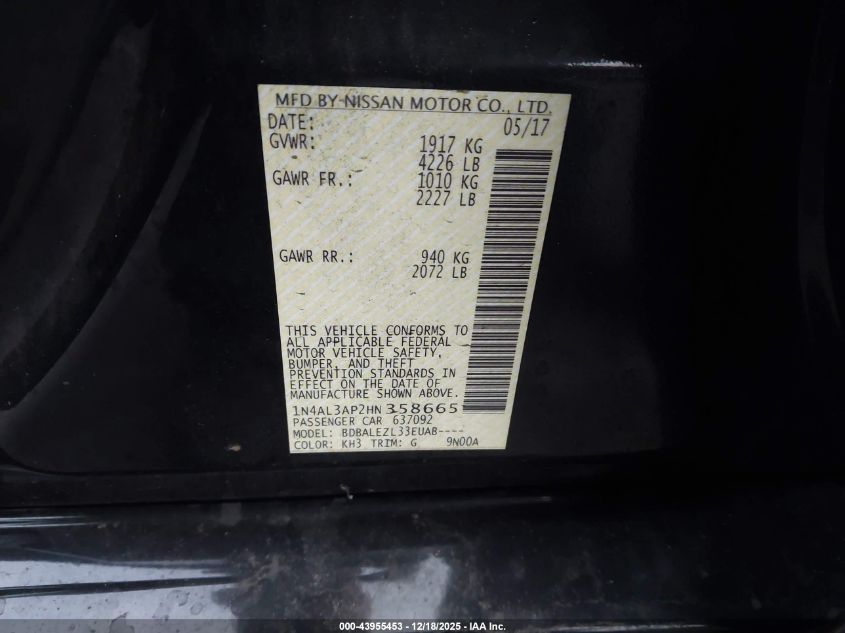 MFD BY NISSAN MOTOR CO., LTD.
DATE: 05/17
GVWR: 1917 KG
4226 LB
GAWR FR.: 1010 KG
2227 LB
GAWR RR.: 940 KG
2072 LB
THIS VEHICLE CONFORMS TO
ALL APPLICABLE FEDERAL
MOTOR VEHICLE SAFETY,
BUMPER, AND THEFT
PREVENTION STANDARDS IN
EFFECT ON THE DATE OF
MANUFACTURE SHOWN ABOVE.
1N4AL3AP2HN358665
PASSENGER CAR 637092
MODEL: BDBALEZL33EUAB----
COLOR: KH3 TRIM: G 9N00A
000-43955453 - 12/18/2025 - IAA, Inc.